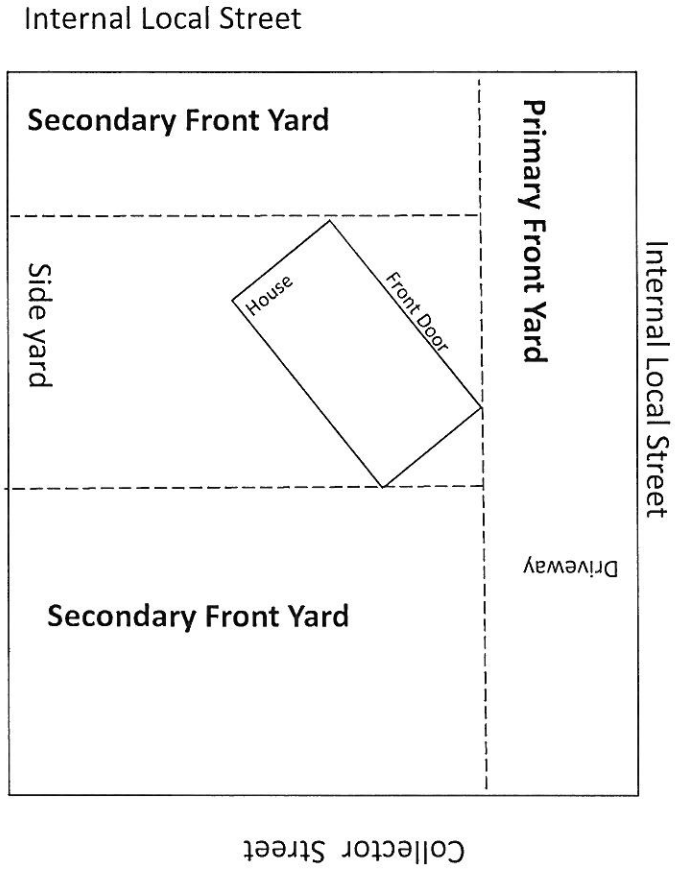 Internal Local Street
Secondary Front Yard
Primary Front Yard
Internal Local Street
Side yard
House
Front Door
Driveway
Secondary Front Yard
Collector Street